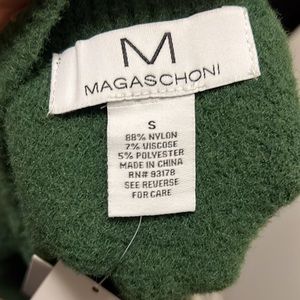 M
MAGASCHONI
S
88% NYLON
7% VISCOSE
5% POLYESTER
MADE IN CHINA
RN# 93178
SEE REVERSE
FOR CARE